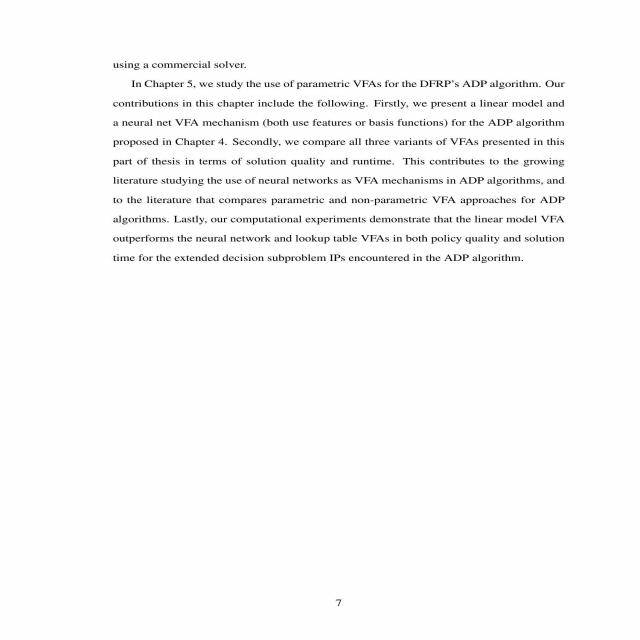 using a commercial solver.
In Chapter 5, we study the use of parametric VFAs for the DFRP's ADP algorithm. Our
contributions in this chapter include the following. Firstly, we present a linear model and
a neural net VFA mechanism (both use features or basis functions) for the ADP algorithm
proposed in Chapter 4. Secondly, we compare all three variants of VFAs presented in this
part of thesis in terms of solution quality and runtime. This contributes to the growing
literature studying the use of neural networks as VFA mechanisms in ADP algorithms, and
to the literature that compares parametric and non-parametric VFA approaches for ADP
algorithms. Lastly, our computational experiments demonstrate that the linear model VFA
outperforms the neural network and lookup table VFAs in both policy quality and solution
time for the extended decision subproblem IPs encountered in the ADP algorithm.
7